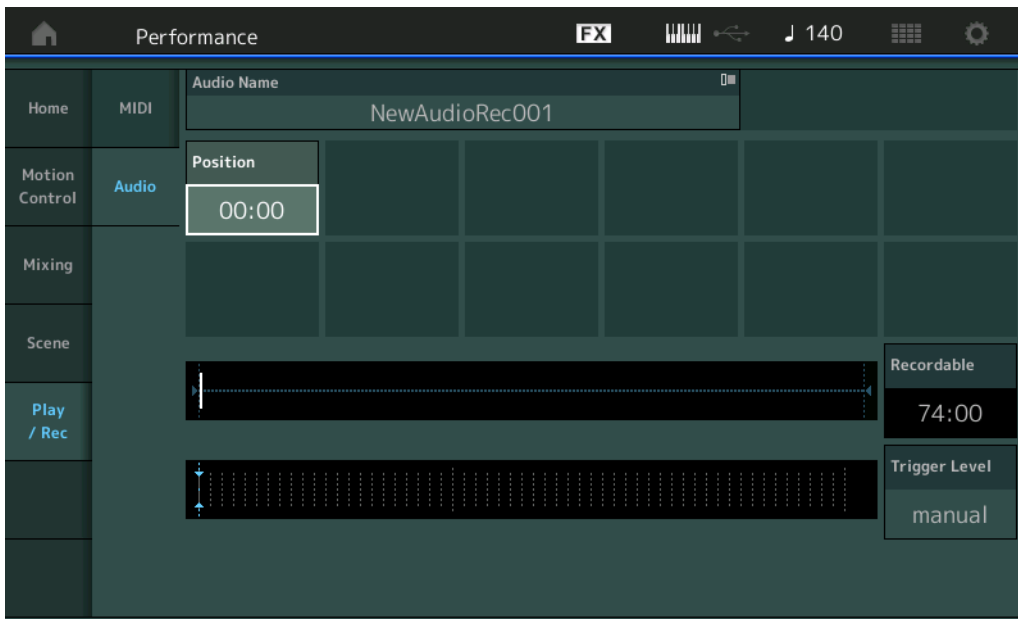 Performance
FX
♩ 140
Home
MIDI
Audio Name
NewAudioRec001
Motion
Control
Audio
Position
00:00
Mixing
Scene
Play
/ Rec
Recordable
74:00
Trigger Level
manual